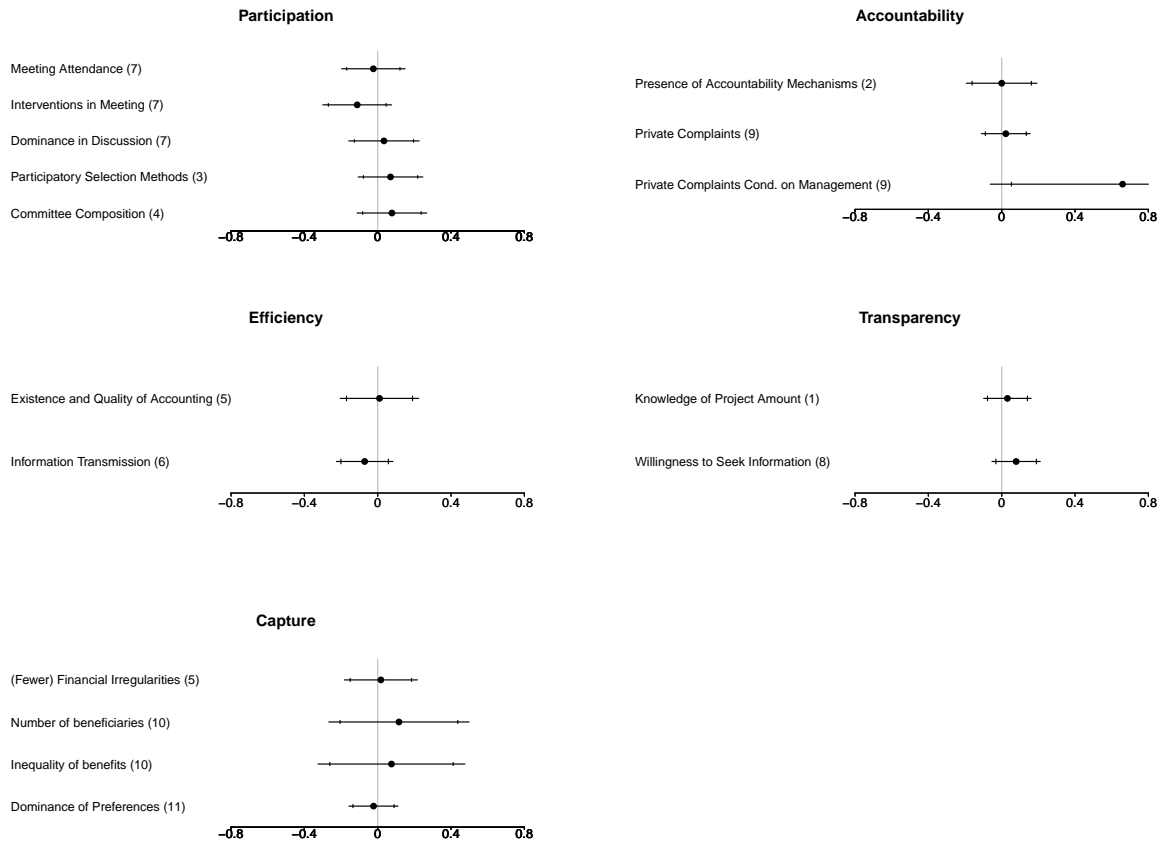 Participation
Meeting Attendance (7)
Interventions in Meeting (7)
Dominance in Discussion (7)
Participatory Selection Methods (3)
Committee Composition (4)
−0.8 −0.4 0 0.4 0.8
Accountability
Presence of Accountability Mechanisms (2)
Private Complaints (9)
Private Complaints Cond. on Management (9)
−0.8 −0.4 0 0.4 0.8
Efficiency
Existence and Quality of Accounting (5)
Information Transmission (6)
−0.8 −0.4 0 0.4 0.8
Transparency
Knowledge of Project Amount (1)
Willingness to Seek Information (8)
−0.8 −0.4 0 0.4 0.8
Capture
(Fewer) Financial Irregularities (5)
Number of beneficiaries (10)
Inequality of benefits (10)
Dominance of Preferences (11)
−0.8 −0.4 0 0.4 0.8